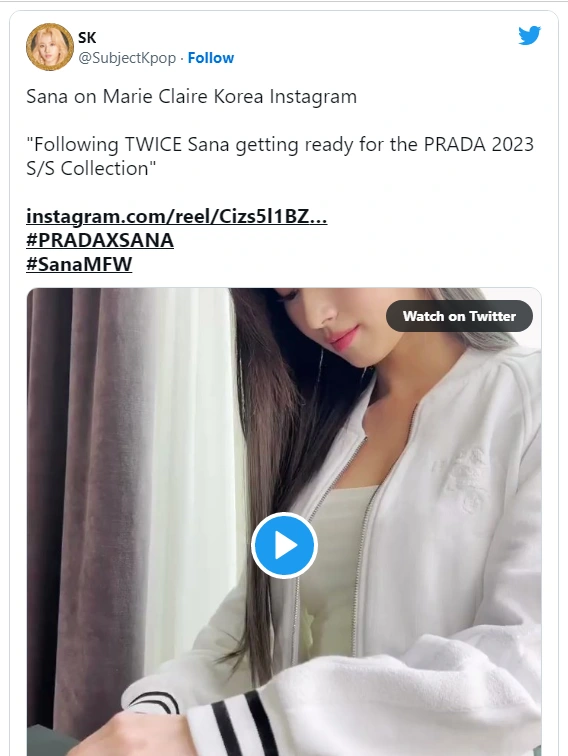 SK
@SubjectKpop · Follow
Sana on Marie Claire Korea Instagram
"Following TWICE Sana getting ready for the PRADA 2023
S/S Collection"
instagram.com/reel/Cizs5l1BZ…
#PRADAXSANA
#SanaMFW
Watch on Twitter